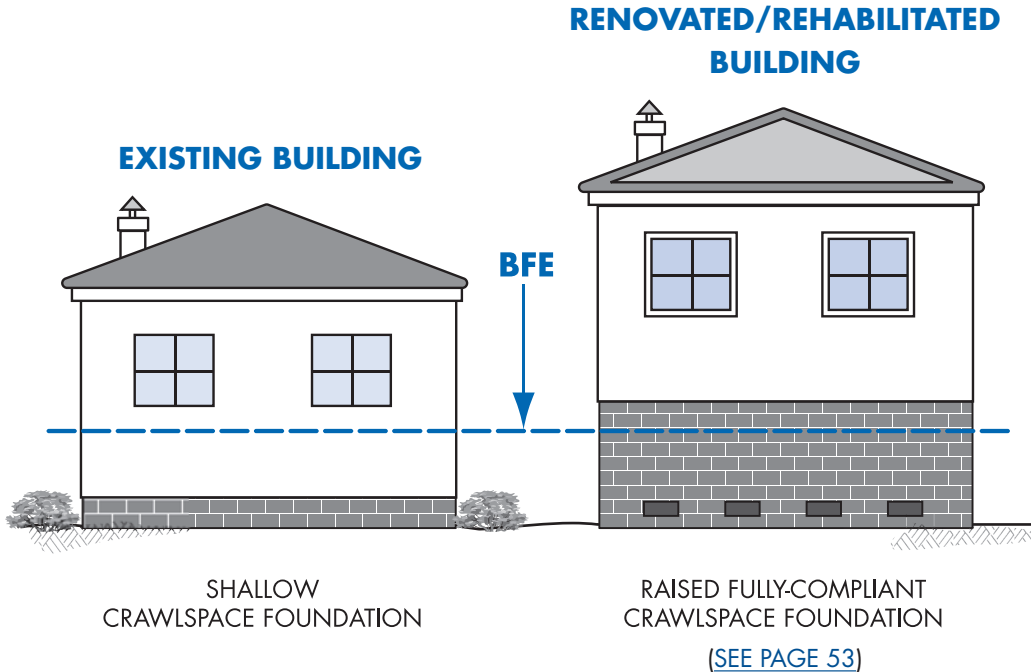 RENOVATED/REHABILITATED
BUILDING
EXISTING BUILDING
BFE
SHALLOW
CRAWLSPACE FOUNDATION
RAISED FULLY-COMPLIANT
CRAWLSPACE FOUNDATION
(SEE PAGE 53)